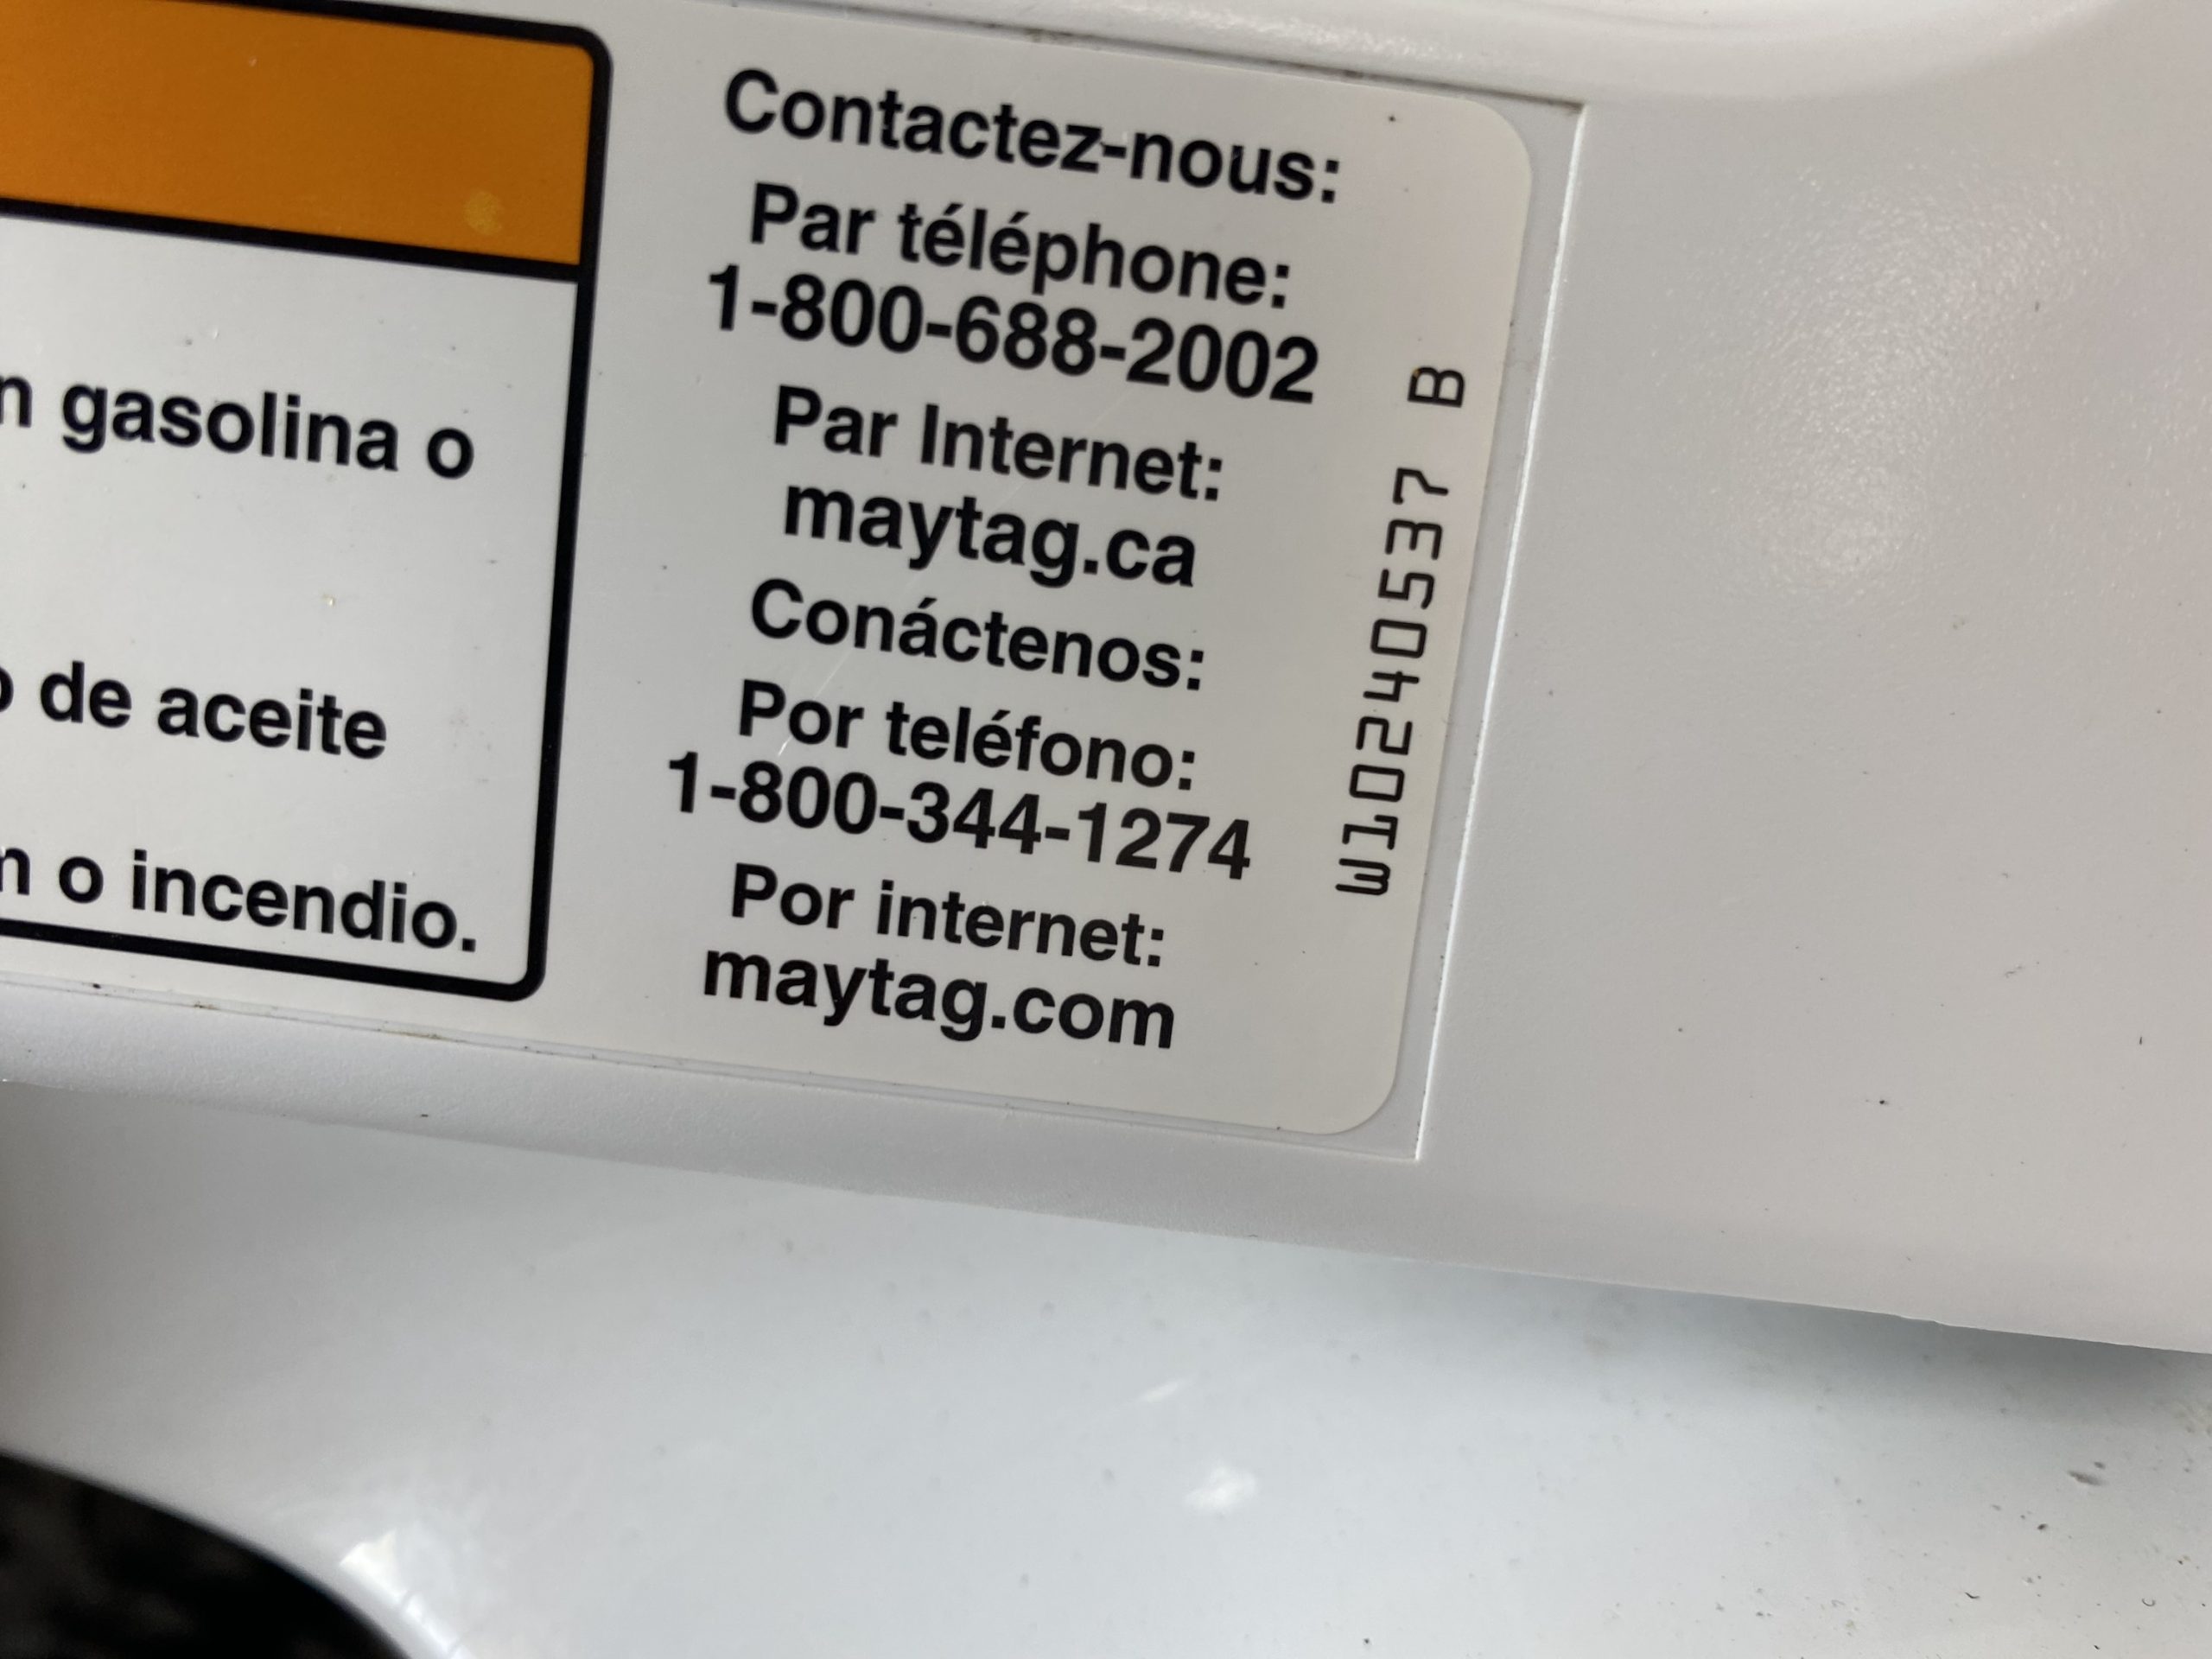 gasolina o
de aceite
o incendio.
Contactez-nous:
Par téléphone:
1-800-688-2002
Par Internet:
maytag.ca
Conáctenos:
Por teléfono:
1-800-344-1274
Por internet:
maytag.com
W10240537 B